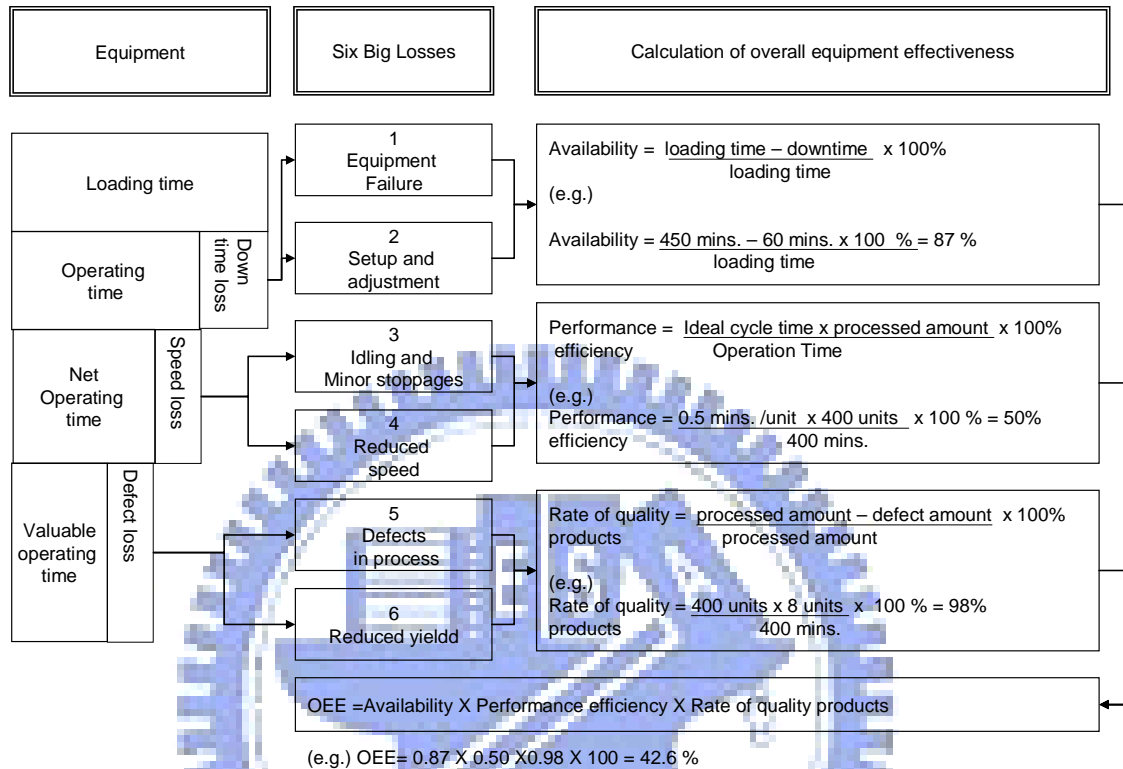 Equipment
Six Big Losses
Calculation of overall equipment effectiveness
Loading time
Operating
time
Down
time loss
Net
Operating
time
Speed loss
Valuable
operating
time
Defect loss
1
Equipment
Failure
2
Setup and
adjustment
3
Idling and
Minor stoppages
4
Reduced
speed
5
Defects
in process
6
Reduced yieldd
Availability = loading time – downtime x 100%
loading time
(e.g.)
Availability = 450 mins. – 60 mins. x 100 % = 87 %
loading time
Performance = Ideal cycle time x processed amount x 100%
efficiency Operation Time
(e.g.)
Performance = 0.5 mins. /unit x 400 units x 100 % = 50%
efficiency 400 mins.
Rate of quality = processed amount – defect amount x 100%
products processed amount
(e.g.)
Rate of quality = 400 units x 8 units x 100 % = 98%
products 400 mins.
OEE =Availability X Performance efficiency X Rate of quality products
(e.g.) OEE= 0.87 X 0.50 X0.98 X 100 = 42.6 %